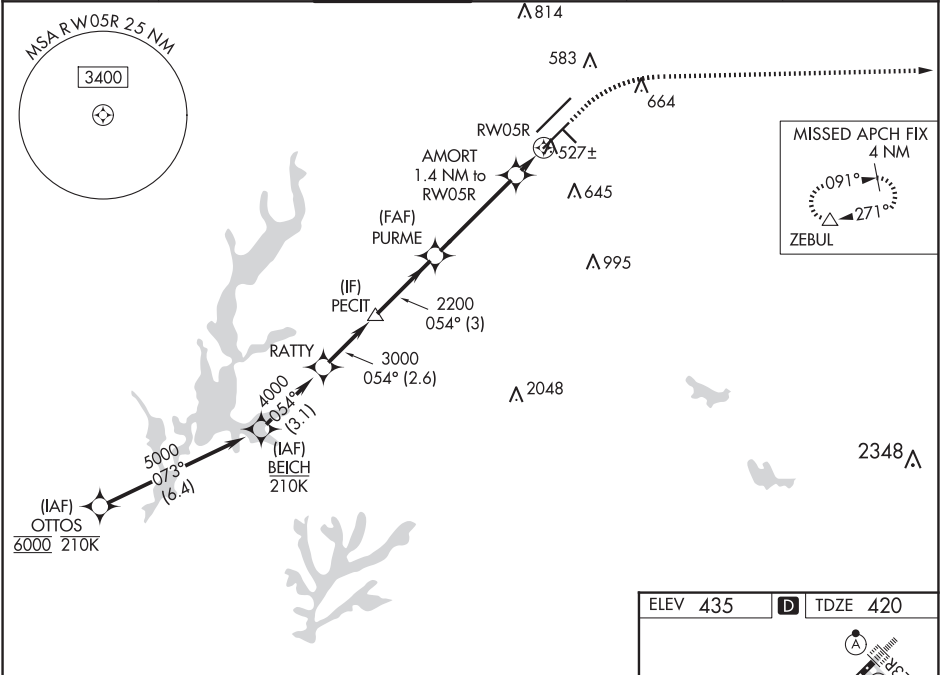 MSA RW05R 25 NM
3400
814
583
664
RW05R
527±
AMORT
1.4 NM to
RW05R
645
MISSED APCH FIX
4 NM
091°
271°
ZEBUL
(FAF)
PURME
995
(IF)
PECIT
2200
054° (3)
RATTY
3000
054° (2.6)
2048
4000
054°
(3.1)
(IAF)
BEICH
210K
5000
073°
(6.4)
2348
(IAF)
OTTOS
6000 210K
ELEV 435 D TDZE 420
A